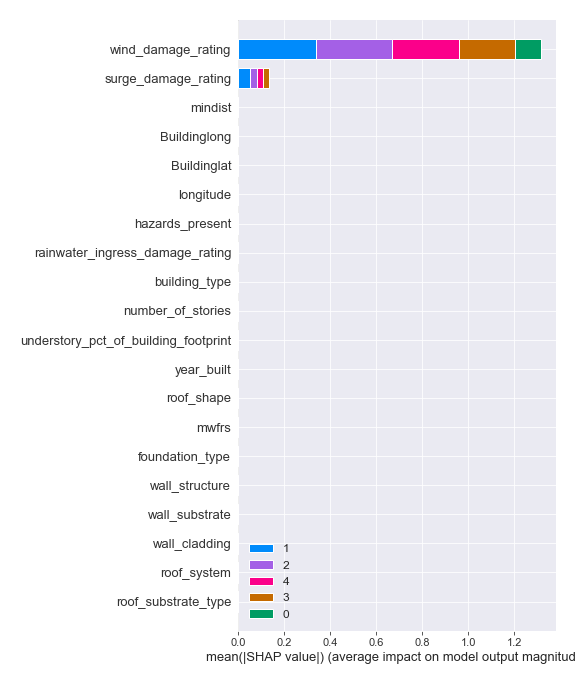 wind_damage_rating
surge_damage_rating
mindist
Buildinglong
Buildinglat
longitude
hazards_present
rainwater_ingress_damage_rating
building_type
number_of_stories
understory_pct_of_building_footprint
year_built
roof_shape
mwfrs
foundation_type
wall_structure
wall_substrate
wall_cladding
roof_system
roof_substrate_type
1
2
4
3
0
0.0 0.2 0.4 0.6 0.8 1.0 1.2
mean(|SHAP value|) (average impact on model output magnitud